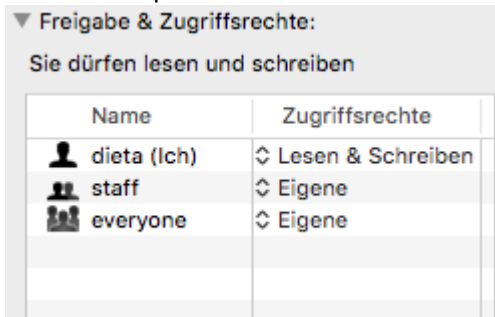 Freigabe & Zugriffsrechte:
Sie dürfen lesen und schreiben
Name Zugriffsrechte
dieta (Ich) Lesen & Schreiben
staff Eigene
everyone Eigene